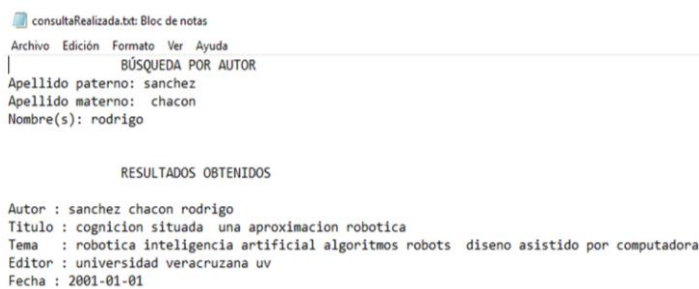 consultaRealizada.txt: Bloc de notas
Archivo Edición Formato Ver Ayuda
BÚSQUEDA POR AUTOR
Apellido paterno: sanchez
Apellido materno: chacon
Nombre(s): rodrigo
RESULTADOS OBTENIDOS
Autor : sanchez chacon rodrigo
Titulo : cognicion situada una aproximacion robotica
Tema : robotica inteligencia artificial algoritmos robots diseno asistido por computadora
Editor : universidad veracruzana uv
Fecha : 2001-01-01